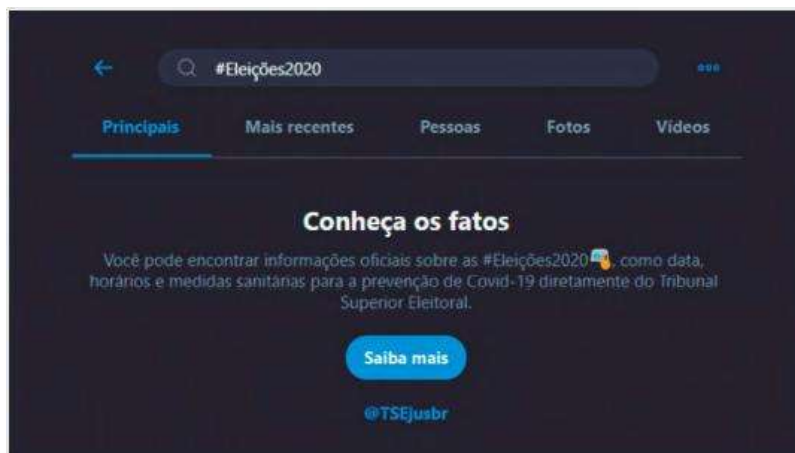 #Eleições2020
Principais Mais recentes Pessoas Fotos Vídeos
Conheça os fatos
Você pode encontrar informações oficiais sobre as #Eleições2020, como data,
horários e medidas sanitárias para a prevenção de Covid-19 diretamente do Tribunal
Superior Eleitoral.
Saiba mais
@TSEjusbr